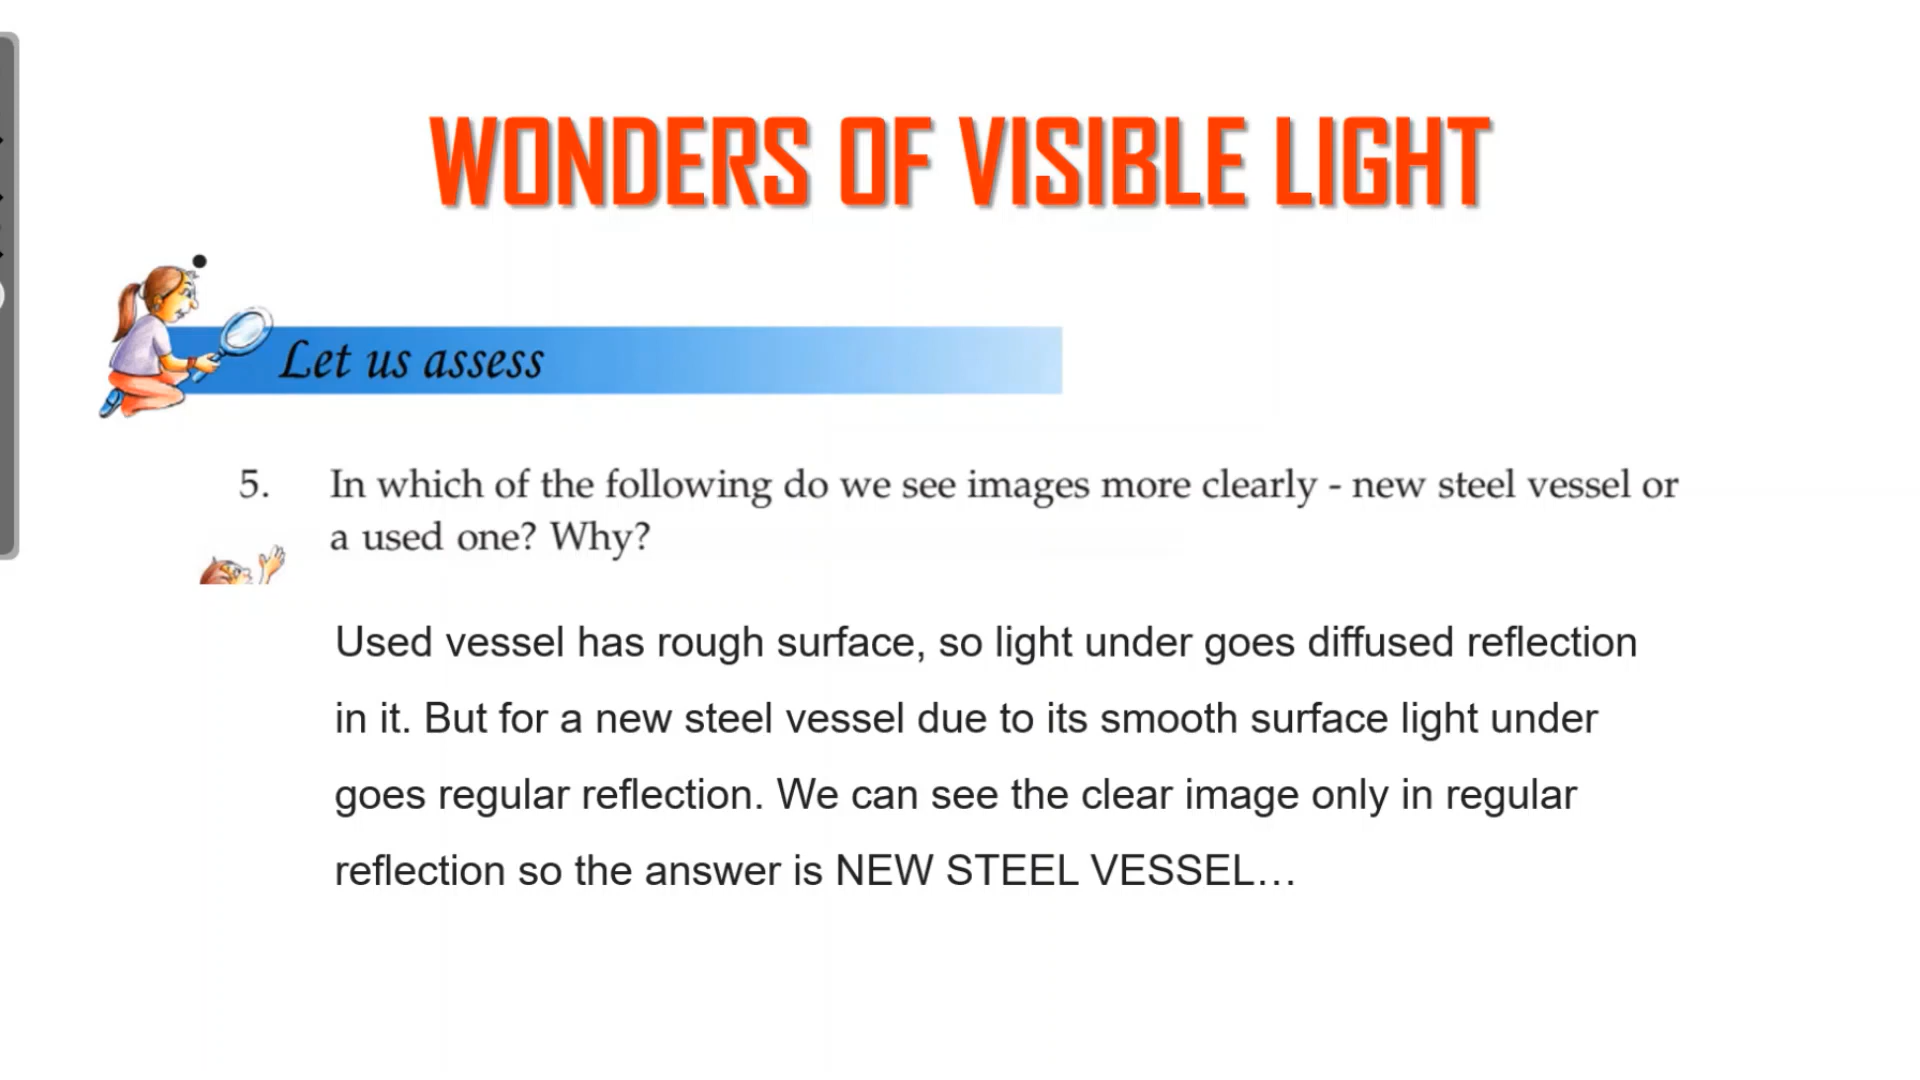 WONDERS OF VISIBLE LIGHT
Let us assess
5. In which of the following do we see images more clearly - new steel vessel or
a used one? Why?
Used vessel has rough surface, so light under goes diffused reflection
in it. But for a new steel vessel due to its smooth surface light under
goes regular reflection. We can see the clear image only in regular
reflection so the answer is NEW STEEL VESSEL...